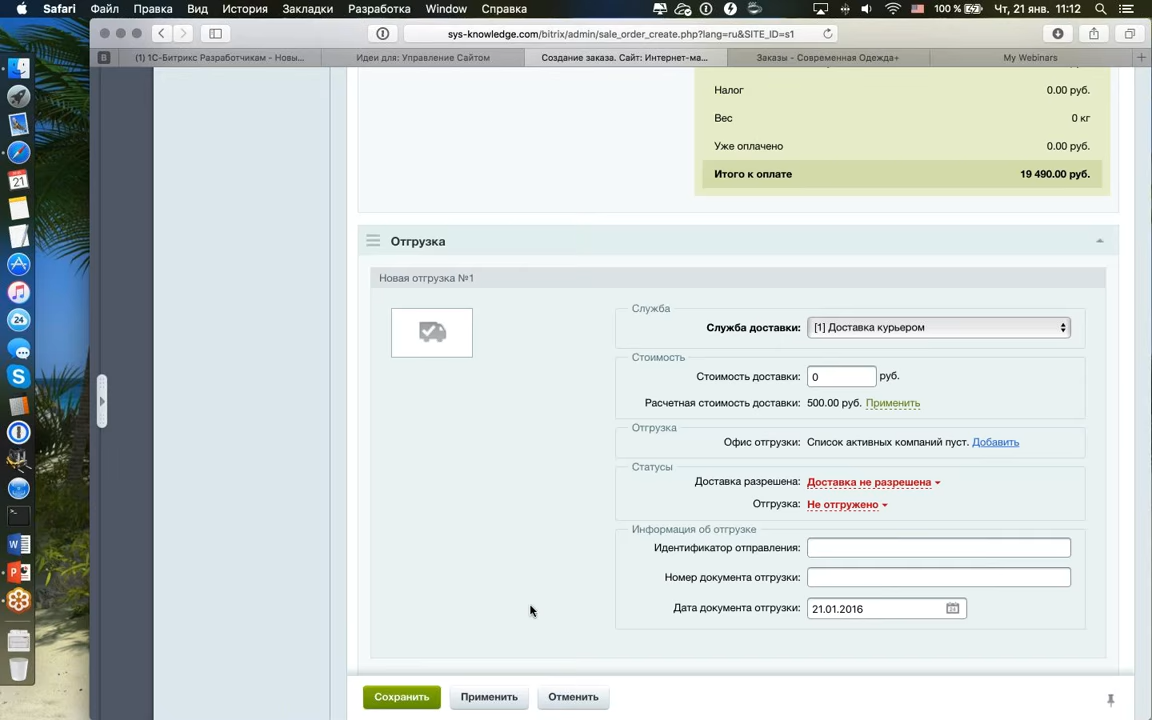 Safari Файл Правка Вид История Закладки Разработка Window Справка 100 % Чт, 21 янв. 11:12
sys-knowledge.com/bitrix/admin/sale_order_create.php?lang=ru&SITE_ID=s1
B (1) 1С-Битрикс Разработчикам - Новы... Идеи для: Управление Сайтом Создание заказа. Сайт: Интернет-ма... Заказы - Современная Одежда+ My Webinars
Налог 0.00 руб.
Вес 0 кг
Уже оплачено 0.00 руб.
Итого к оплате 19 490.00 руб.
Отгрузка
Новая отгрузка №1
Служба
Служба доставки: [1] Доставка курьером
Стоимость
Стоимость доставки: 0 руб.
Расчетная стоимость доставки: 500.00 руб. Применить
Отгрузка
Офис отгрузки: Список активных компаний пуст. Добавить
Статусы
Доставка разрешена: Доставка не разрешена
Отгрузка: Не отгружено
Информация об отгрузке
Идентификатор отправления:
Номер документа отгрузки:
Дата документа отгрузки: 21.01.2016
Сохранить Применить Отменить
21
24